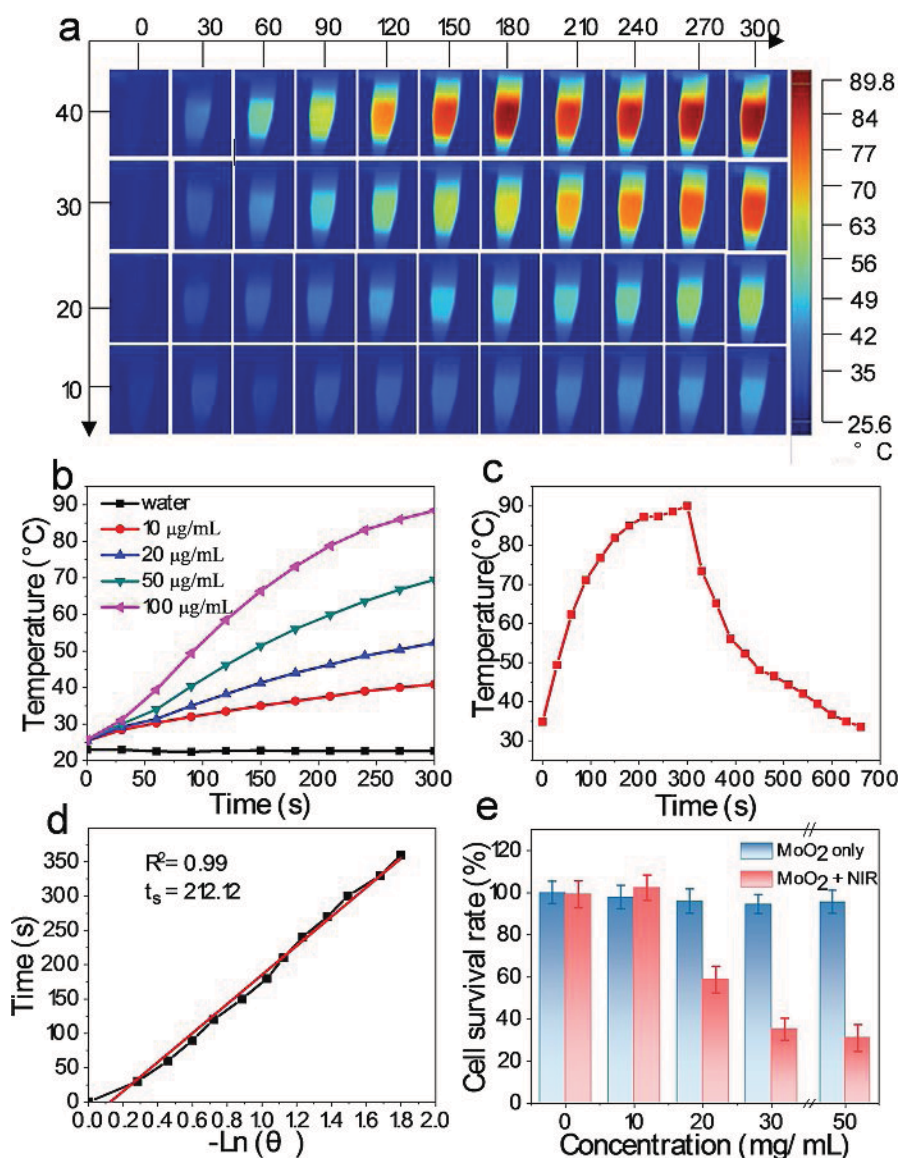 a
0 30 60 90 120 150 180 210 240 270 300
40
30
20
10
89.8
84
77
70
63
56
49
42
35
25.6
° C
b
water
10 µg/mL
20 µg/mL
50 µg/mL
100 µg/mL
90
80
70
60
50
40
30
20
Temperature (°C)
0 50 100 150 200 250 300
Time (s)
c
90
70
50
30
Temperature(°C)
0 100 200 300 400 500 600 700
Time (s)
d
R²= 0.99
tₛ = 212.12
350
300
250
200
150
100
50
0
Time (s)
0.0 0.2 0.4 0.6 0.8 1.0 1.2 1.4 1.6 1.8 2.0
-Ln (θ
e
MoO₂ only
MoO₂ + NIR
120
100
80
60
40
20
0
Cell survival rate (%)
0 10 20 30 50
Concentration (mg/ mL)